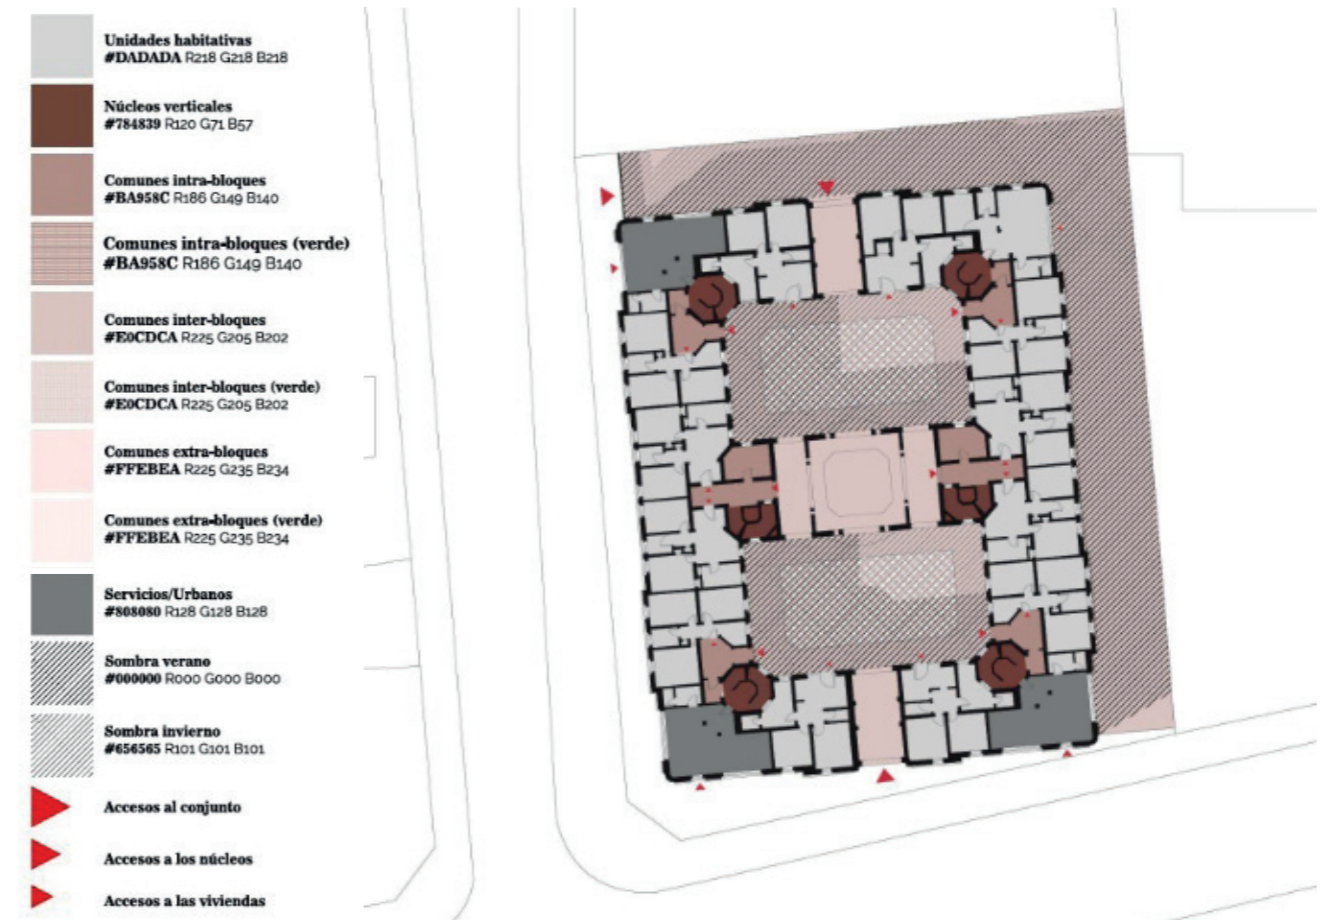 Unidades habitativas
#DADADA R218 G218 B218
Núcleos verticales
#784839 R120 G71 B57
Comunes intra-bloques
#BA958C R186 G149 B140
Comunes intra-bloques (verde)
#BA958C R186 G149 B140
Comunes inter-bloques
#E0CDCA R225 G205 B202
Comunes inter-bloques (verde)
#E0CDCA R225 G205 B202
Comunes extra-bloques
#FFEBEA R225 G235 B234
Comunes extra-bloques (verde)
#FFEBEA R225 G235 B234
Servicios/Urbanos
#808080 R128 G128 B128
Sombra verano
#000000 R000 G000 B000
Sombra invierno
#656565 R101 G101 B101
Accesos al conjunto
Accesos a los núcleos
Accesos a las viviendas